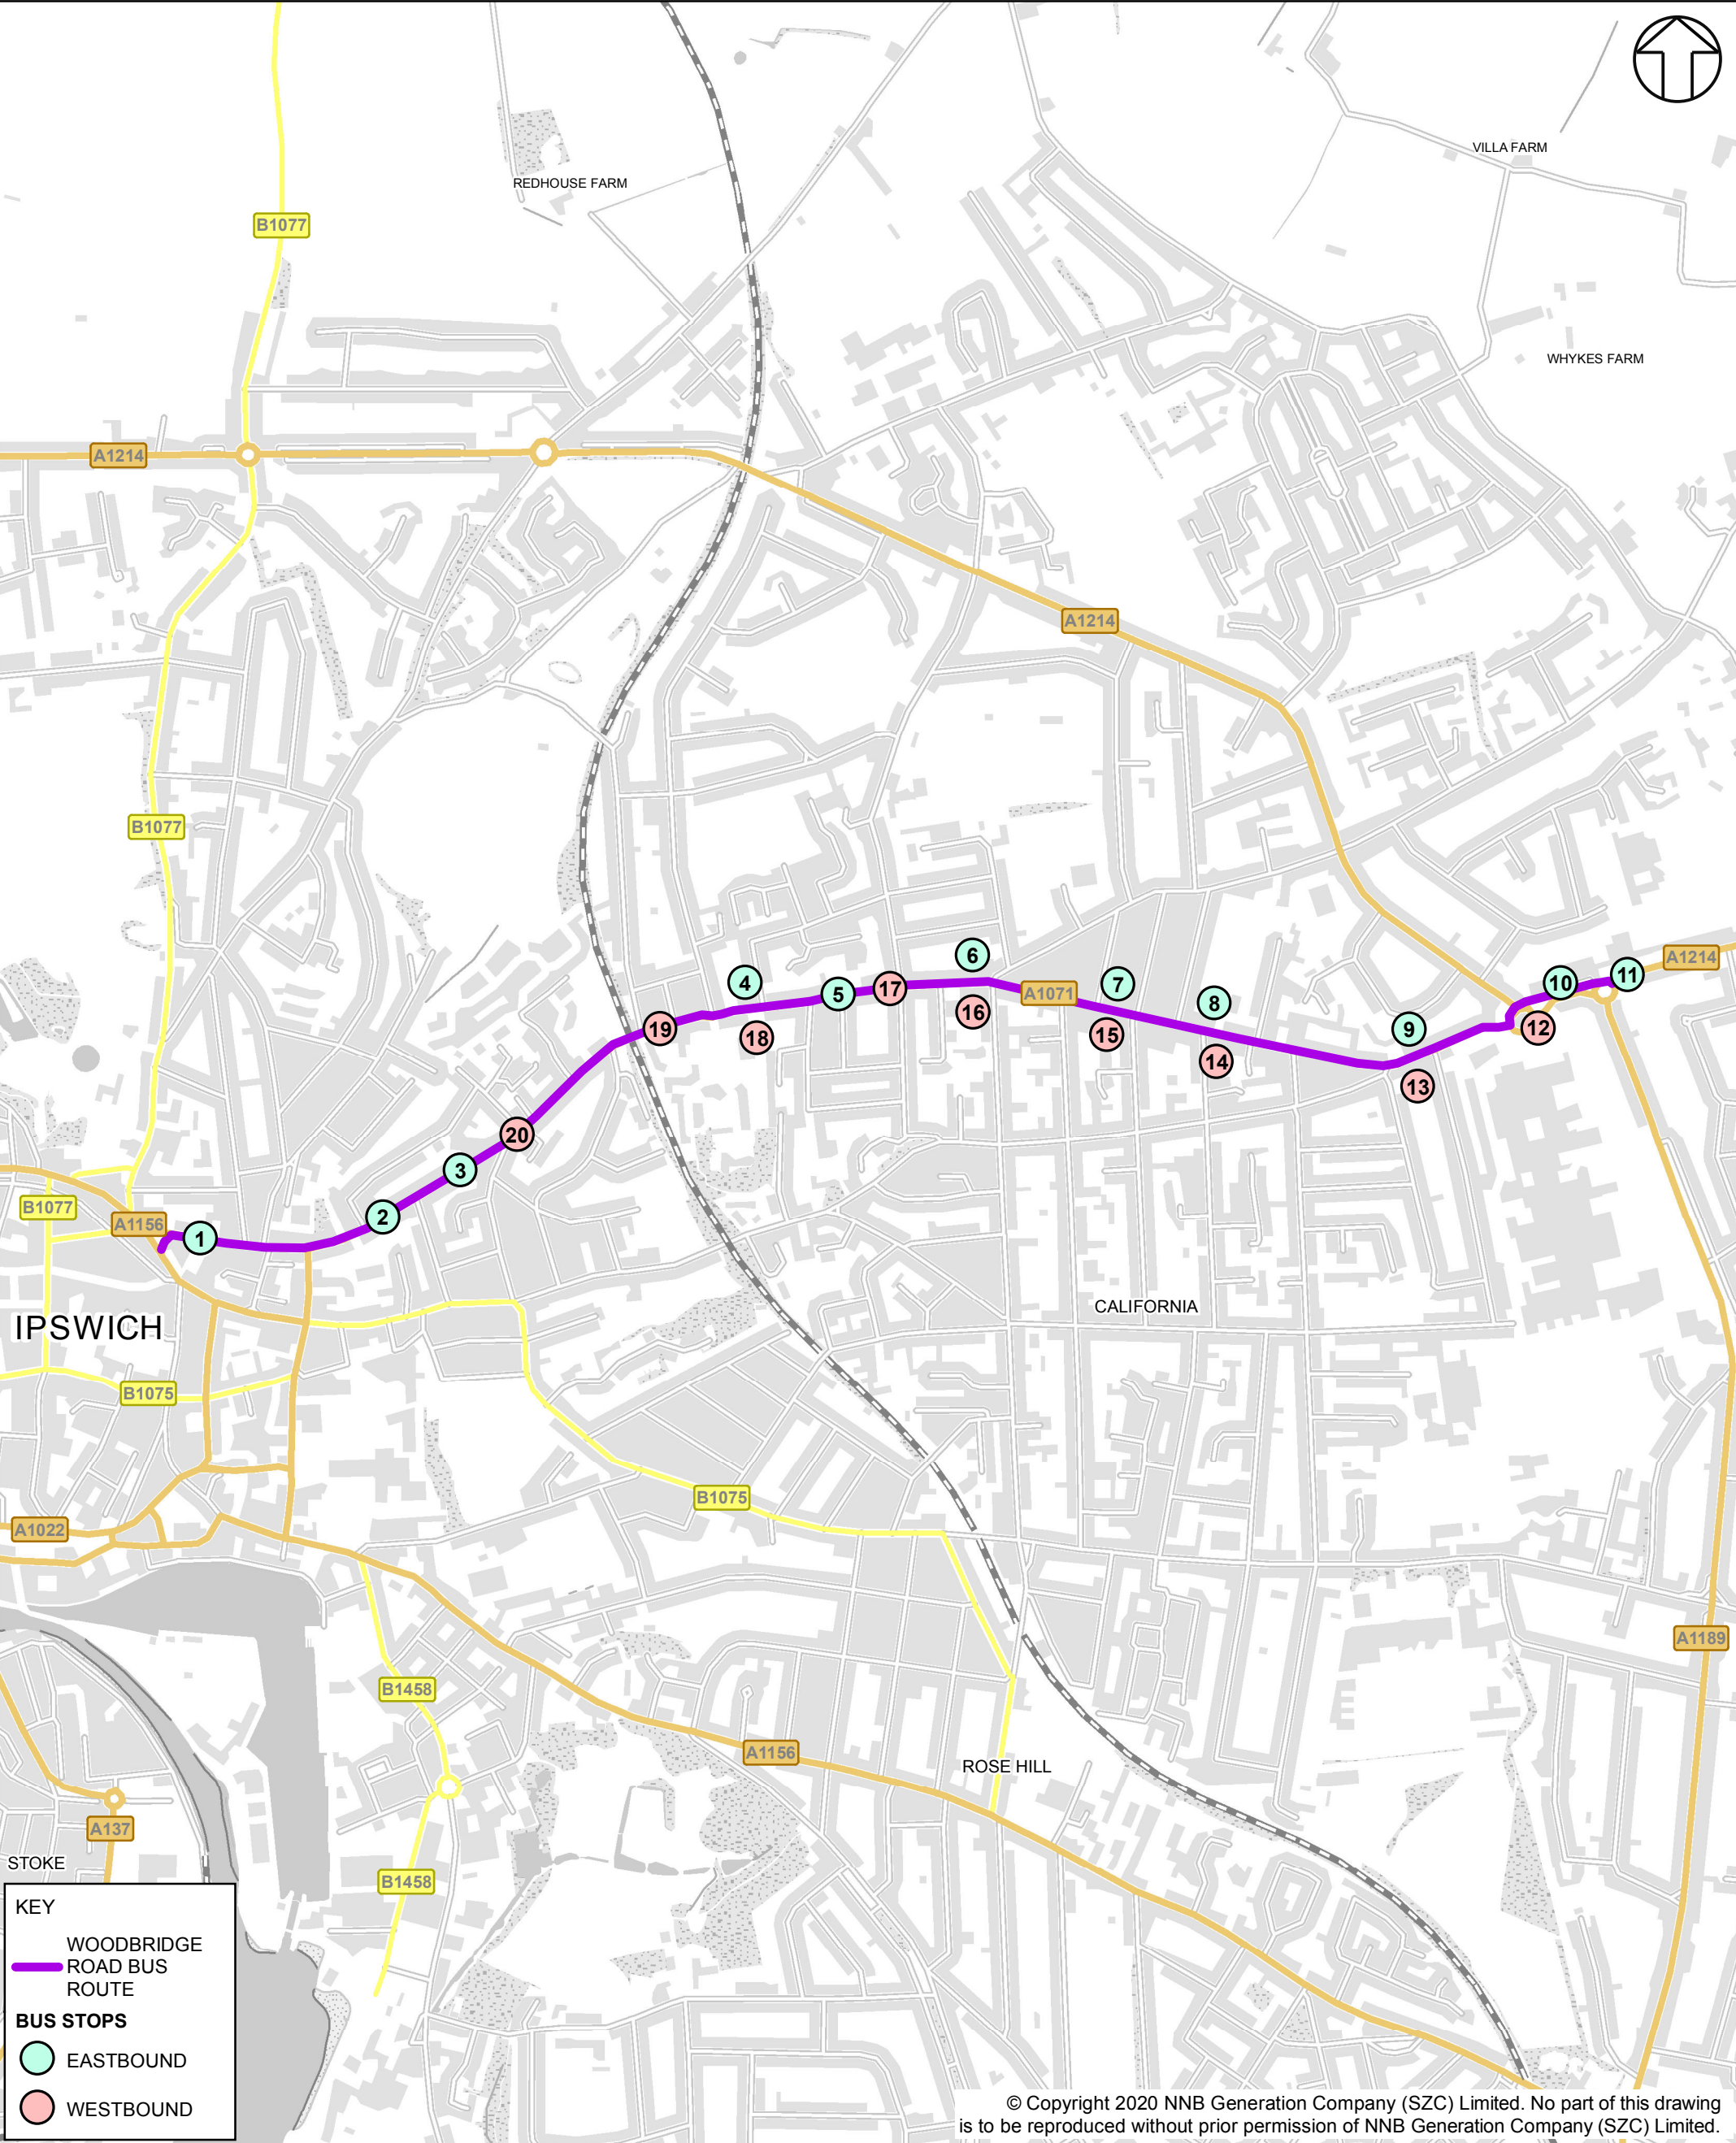 VILLA FARM
REDHOUSE FARM
B1077
WHYKES FARM
A1214
A1214
B1077
6
A1214
11
4
10
7
5
17
A1071
8
16
19
12
9
18
15
14
13
20
3
B1077
2
A1156
1
CALIFORNIA
IPSWICH
B1075
B1075
A1022
A1189
B1458
A1156
ROSE HILL
A137
STOKE
B1458
KEY
WOODBRIDGE
ROAD BUS
ROUTE
BUS STOPS
EASTBOUND
WESTBOUND
© Copyright 2020 NNB Generation Company (SZC) Limited. No part of this drawing
is to be reproduced without prior permission of NNB Generation Company (SZC) Limited.